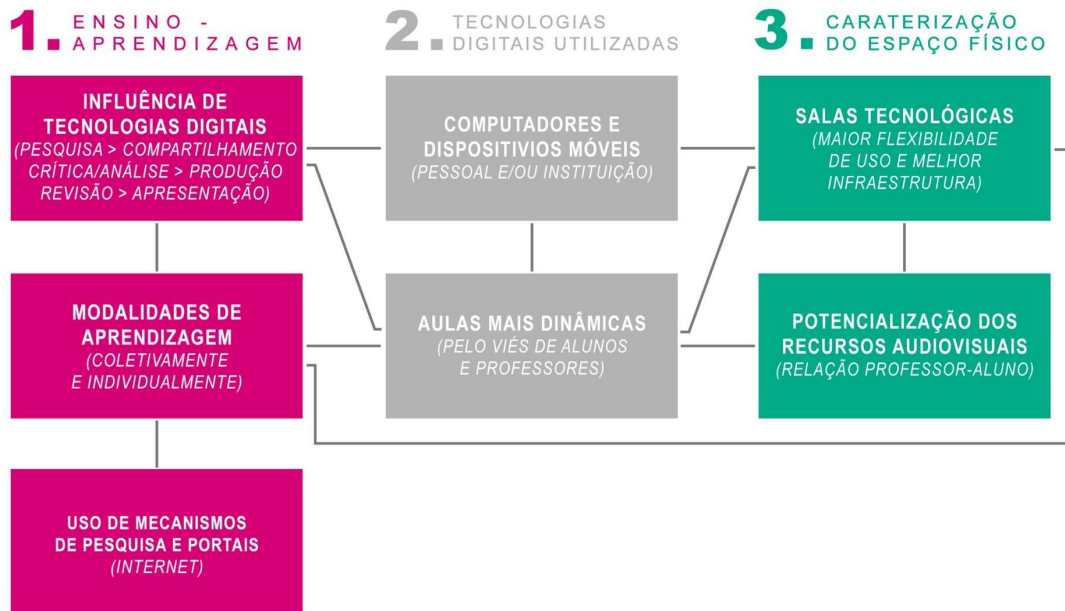 1. ENSINO -
APRENDIZAGEM
2. TECNOLOGIAS
DIGITAIS UTILIZADAS
3. CARATERIZAÇÃO
DO ESPAÇO FÍSICO
INFLUÊNCIA DE
TECNOLOGIAS DIGITAIS
(PESQUISA > COMPARTILHAMENTO
CRÍTICA/ANÁLISE > PRODUÇÃO
REVISÃO > APRESENTAÇÃO)
COMPUTADORES E
DISPOSITIVIOS MÓVEIS
(PESSOAL E/OU INSTITUIÇÃO)
SALAS TECNOLÓGICAS
(MAIOR FLEXIBILIDADE
DE USO E MELHOR
INFRAESTRUTURA)
MODALIDADES DE
APRENDIZAGEM
(COLETIVAMENTE
E INDIVIDUALMENTE)
AULAS MAIS DINÂMICAS
(PELO VIÉS DE ALUNOS
E PROFESSORES)
POTENCIALIZAÇÃO DOS
RECURSOS AUDIOVISUAIS
(RELAÇÃO PROFESSOR-ALUNO)
USO DE MECANISMOS
DE PESQUISA E PORTAIS
(INTERNET)